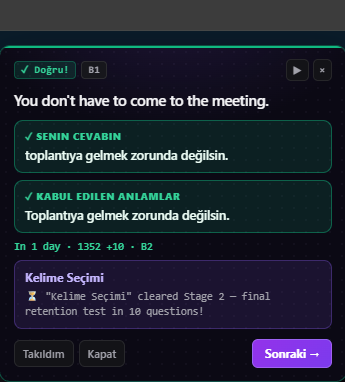 ✓ Doğru! B1 ▶ ×
You don't have to come to the meeting.
✓ SENIN CEVABIN
toplantıya gelmek zorunda değilsin.
✓ KABUL EDILEN ANLAMLAR
Toplantıya gelmek zorunda değilsin.
In 1 day · 1352 +10 · B2
Kelime Seçimi
⏳ "Kelime Seçimi" cleared Stage 2 — final
retention test in 10 questions!
Takıldım Kapat Sonraki →